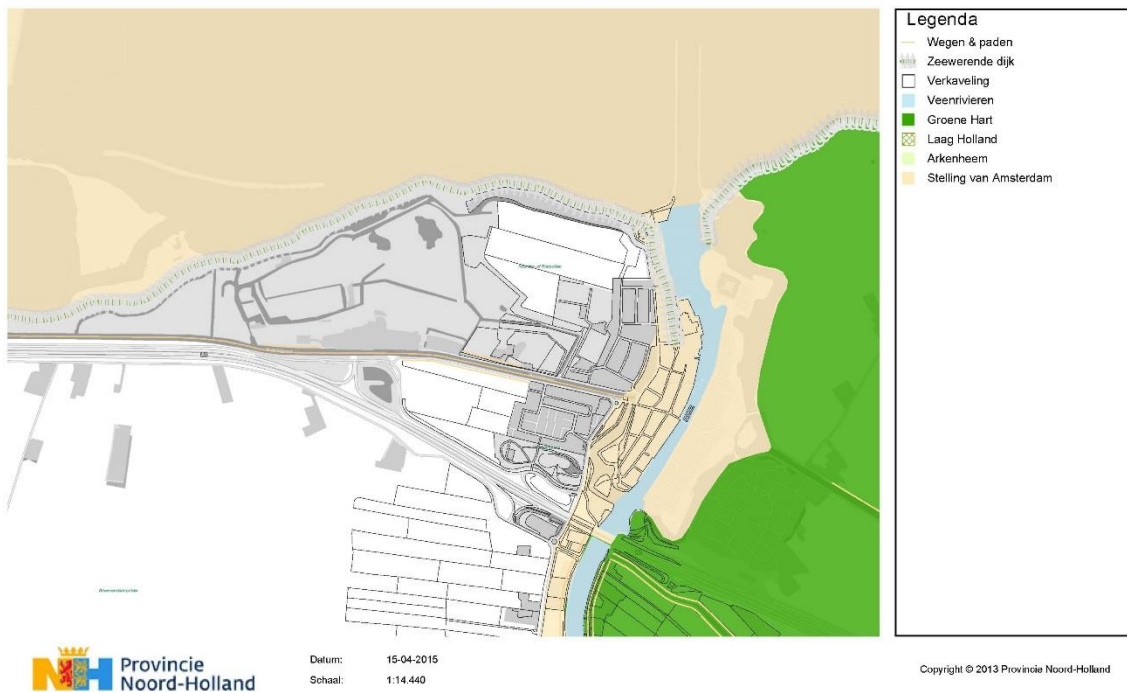 Legenda
Wegen & paden
Zeewerende dijk
Verkaveling
Veenrivieren
Groene Hart
Laag Holland
Arkenheem
Stelling van Amsterdam
Provincie
Noord-Holland
Datum: 15-04-2015
Schaal: 1:14.440
Copyright © 2013 Provincie Noord-Holland